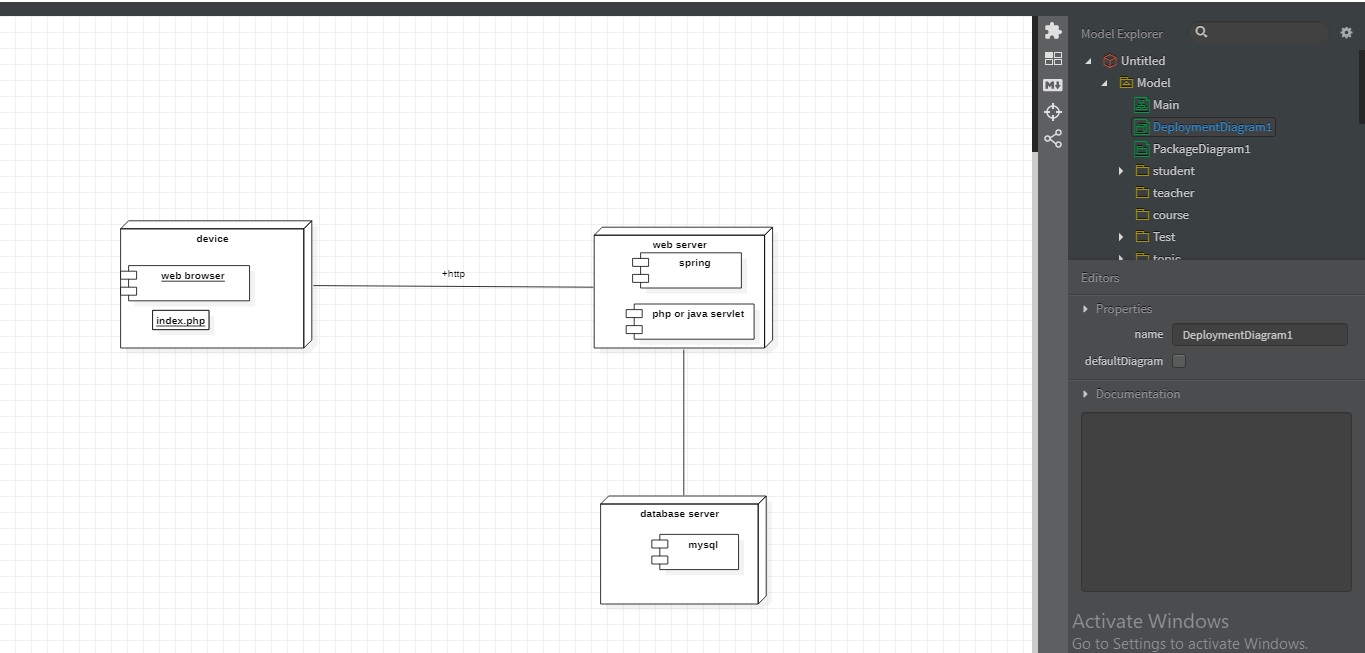 device
web browser
index.php
+http
web server
spring
php or java servlet
database server
mysql
M
Model Explorer
Untitled
Model
Main
DeploymentDiagram1
PackageDiagram1
student
teacher
course
Test
topic
Editors
Properties
name DeploymentDiagram1
defaultDiagram
Documentation
Activate Windows
Go to Settings to activate Windows.